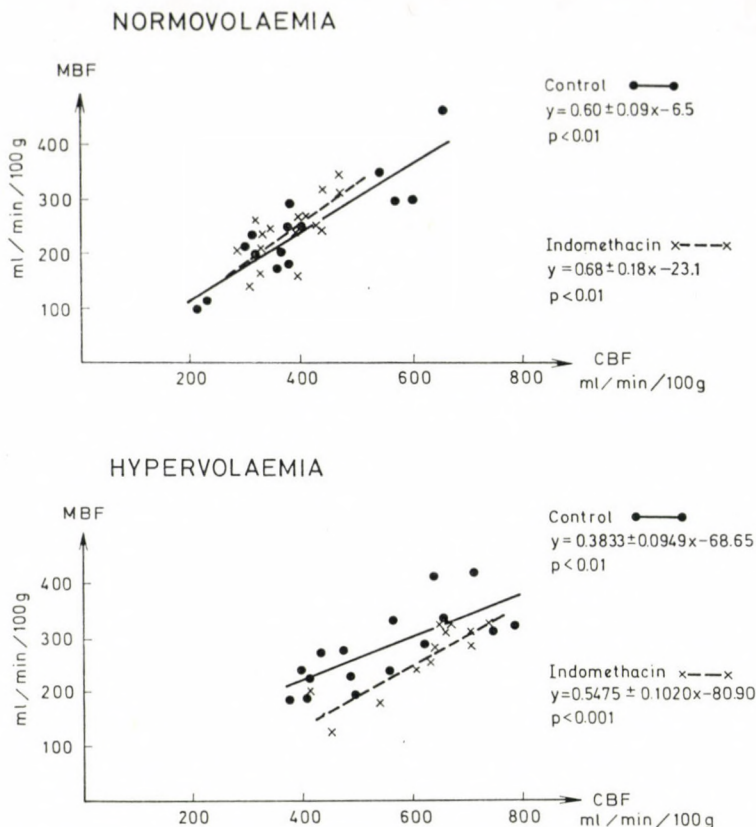 NORMOVOLAEMIA
MBF
ml/min/100g
400
300
200
100
200 400 600 800
CBF
ml/min/100g
Control
y=0.60±0.09x-6.5
p<0.01
Indomethacin x---x
y=0.68±0.18x-23.1
p<0.01
HYPERVOLAEMIA
MBF
ml/min/100g
400
300
200
100
200 400 600 800
CBF
ml/min/100g
Control
y=0.3833±0.0949x-68.65
p<0.01
Indomethacin x---x
y=0.5475±0.1020x-80.90
p<0.001